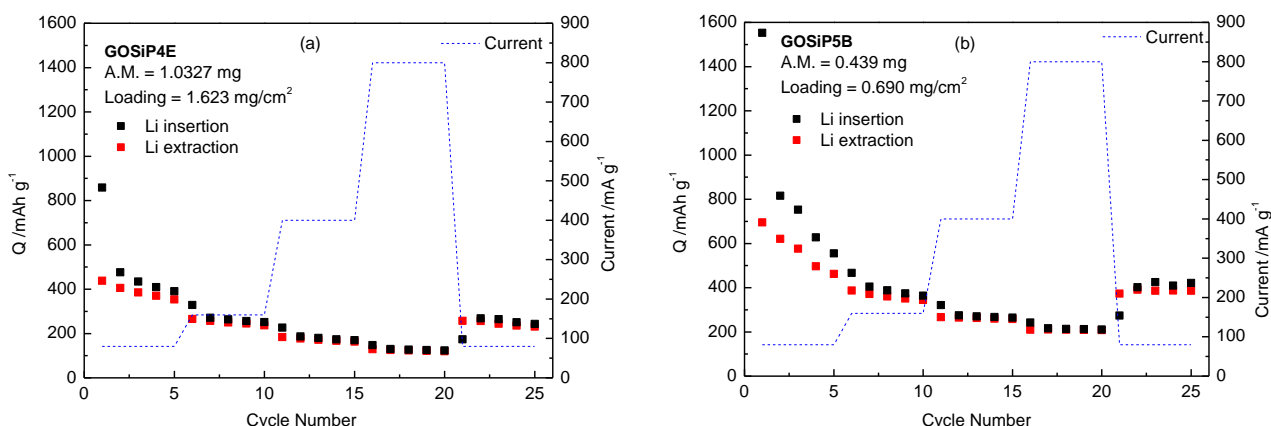 (a)
GOSiP4E
A.M. = 1.0327 mg
Loading = 1.623 mg/cm²
Li insertion
Li extraction
Current
Q /mAh g⁻¹
1600
1400
1200
1000
800
600
400
200
0
0
5
10
15
20
25
Cycle Number
900
800
700
600
500
400
300
200
100
0
Current /mA g⁻¹
(b)
GOSiP5B
A.M. = 0.439 mg
Loading = 0.690 mg/cm²
Li insertion
Li extraction
Current
Q /mAh g⁻¹
1600
1400
1200
1000
800
600
400
200
0
0
5
10
15
20
25
Cycle Number
900
800
700
600
500
400
300
200
100
0
Current /mA g⁻¹